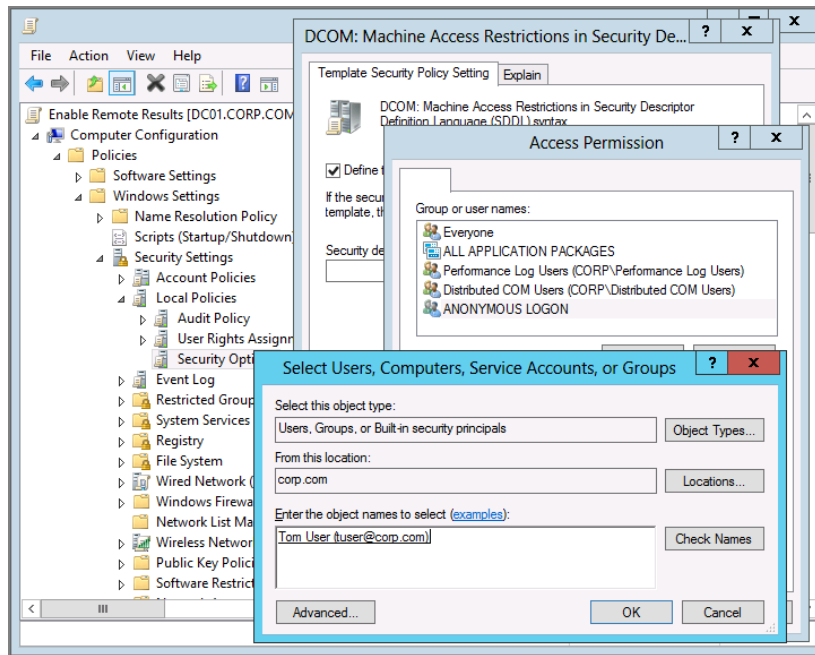 File Action View Help
Enable Remote Results [DC01.CORP.COM
Computer Configuration
Policies
Software Settings
Windows Settings
Name Resolution Policy
Scripts (Startup/Shutdown)
Security Settings
Account Policies
Local Policies
Audit Policy
User Rights Assignm
Security Opti
Event Log
Restricted Group
System Services
Registry
File System
Wired Network (
Windows Firewa
Network List Ma
Wireless Networ
Public Key Polici
Software Restrict
DCOM: Machine Access Restrictions in Security De...
? x
Template Security Policy Setting Explain
DCOM: Machine Access Restrictions in Security Descriptor
Definition Language (SDDL) syntax
Define t
If the secur
template, th
Security de
Access Permission
? x
Group or user names:
Everyone
ALL APPLICATION PACKAGES
Performance Log Users (CORP\Performance Log Users)
Distributed COM Users (CORP\Distributed COM Users)
ANONYMOUS LOGON
Select Users, Computers, Service Accounts, or Groups
? x
Select this object type:
Users, Groups, or Built-in security principals
Object Types...
From this location:
corp.com
Locations...
Enter the object names to select (examples):
Tom User (tuser@corp.com)
Check Names
Advanced...
OK
Cancel